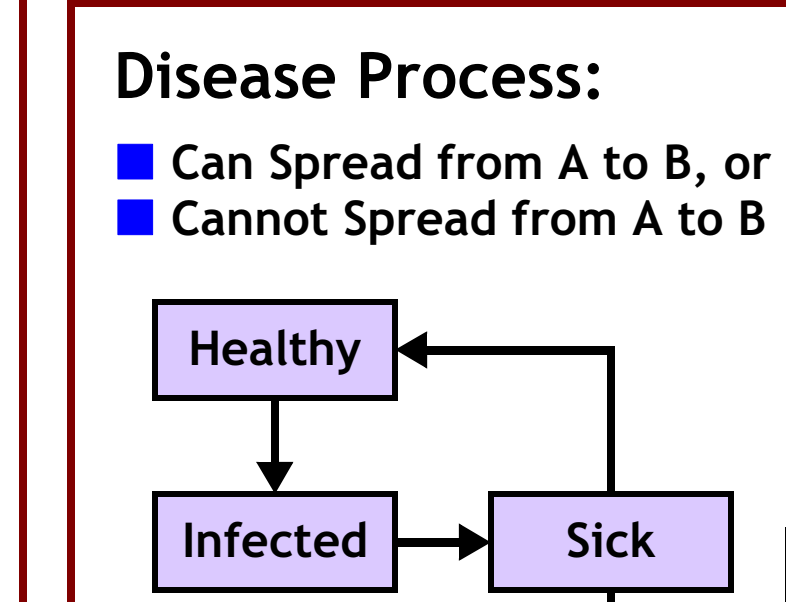 Disease Process:
Can Spread from A to B, or
Cannot Spread from A to B
Healthy
Infected
Sick